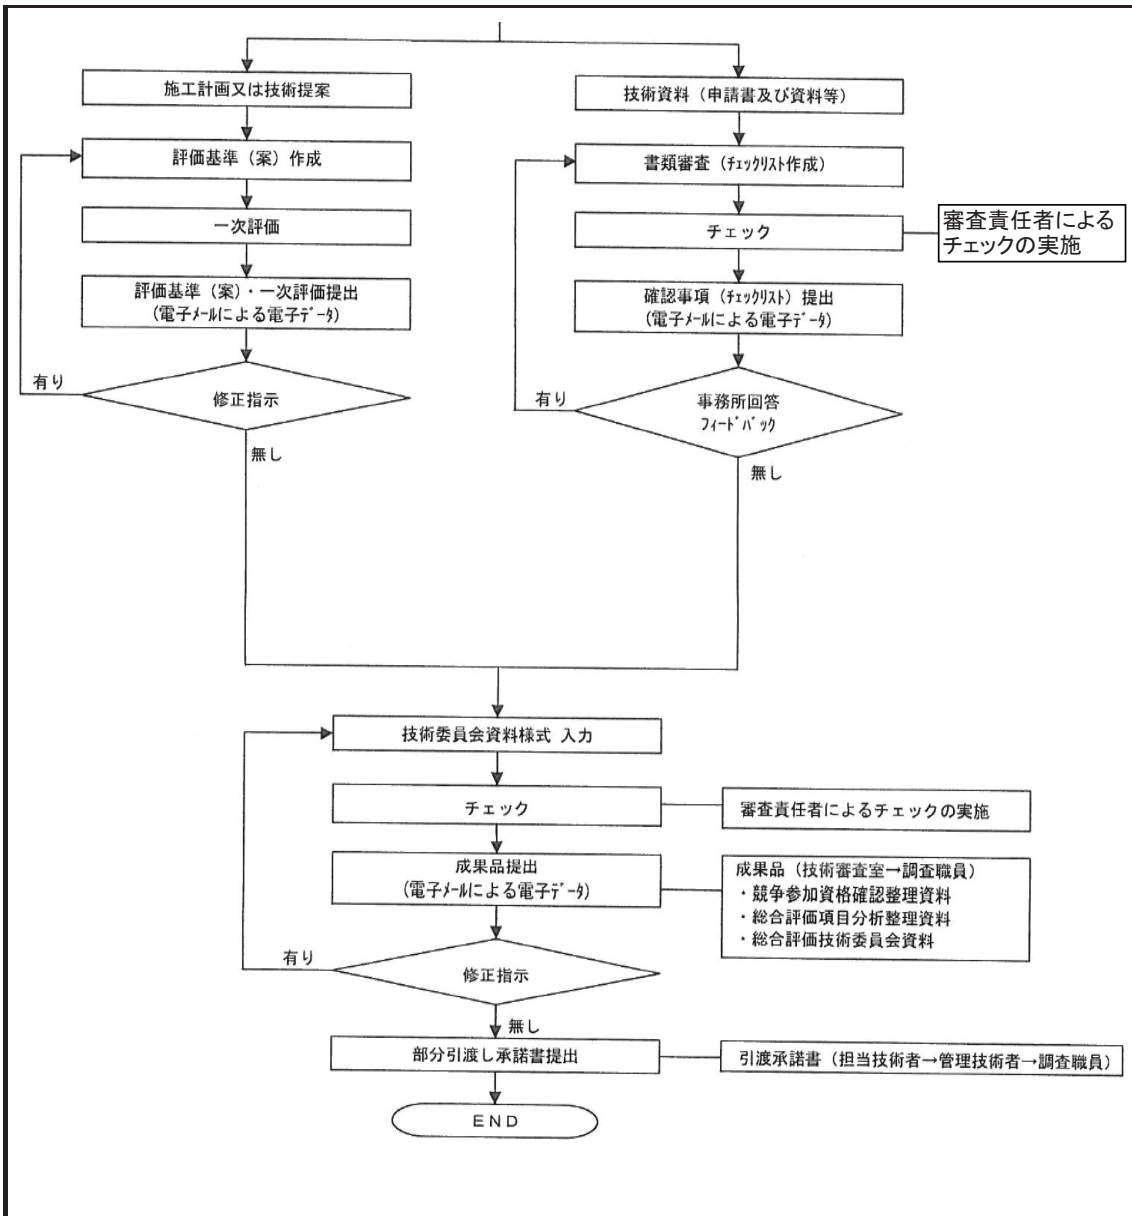 施工計画又は技術提案
評価基準（案）作成
一次評価
評価基準（案）・一次評価提出
(電子ﾒｰﾙによる電子ﾃﾞｰﾀ)
有り
修正指示
無し
技術資料（申請書及び資料等）
書類審査（ﾁｪｯｸﾘｽﾄ作成）
チェック
審査責任者による
チェックの実施
確認事項（ﾁｪｯｸﾘｽﾄ）提出
(電子ﾒｰﾙによる電子ﾃﾞｰﾀ)
有り
事務所回答
ﾌｨｰﾄﾞﾊﾞｯｸ
無し
技術委員会資料様式 入力
チェック
審査責任者によるチェックの実施
成果品提出
(電子ﾒｰﾙによる電子ﾃﾞｰﾀ)
成果品（技術審査室→調査職員）
・競争参加資格確認整理資料
・総合評価項目分析整理資料
・総合評価技術委員会資料
有り
修正指示
無し
部分引渡し承諾書提出
引渡承諾書（担当技術者→管理技術者→調査職員）
ＥＮＤ